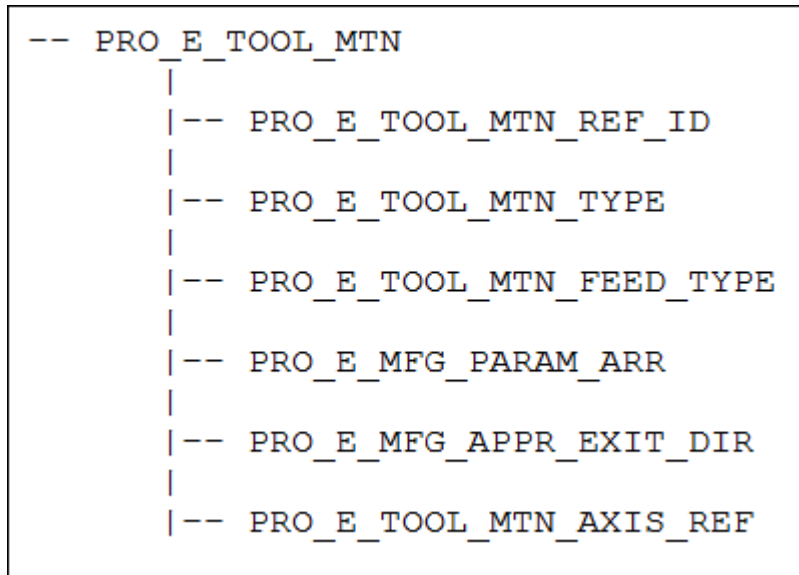 -- PRO_E_TOOL_MTN
|
|-- PRO_E_TOOL_MTN_REF_ID
|
|-- PRO_E_TOOL_MTN_TYPE
|
|-- PRO_E_TOOL_MTN_FEED_TYPE
|
|-- PRO_E_MFG_PARAM_ARR
|
|-- PRO_E_MFG_APPR_EXIT_DIR
|
|-- PRO_E_TOOL_MTN_AXIS_REF